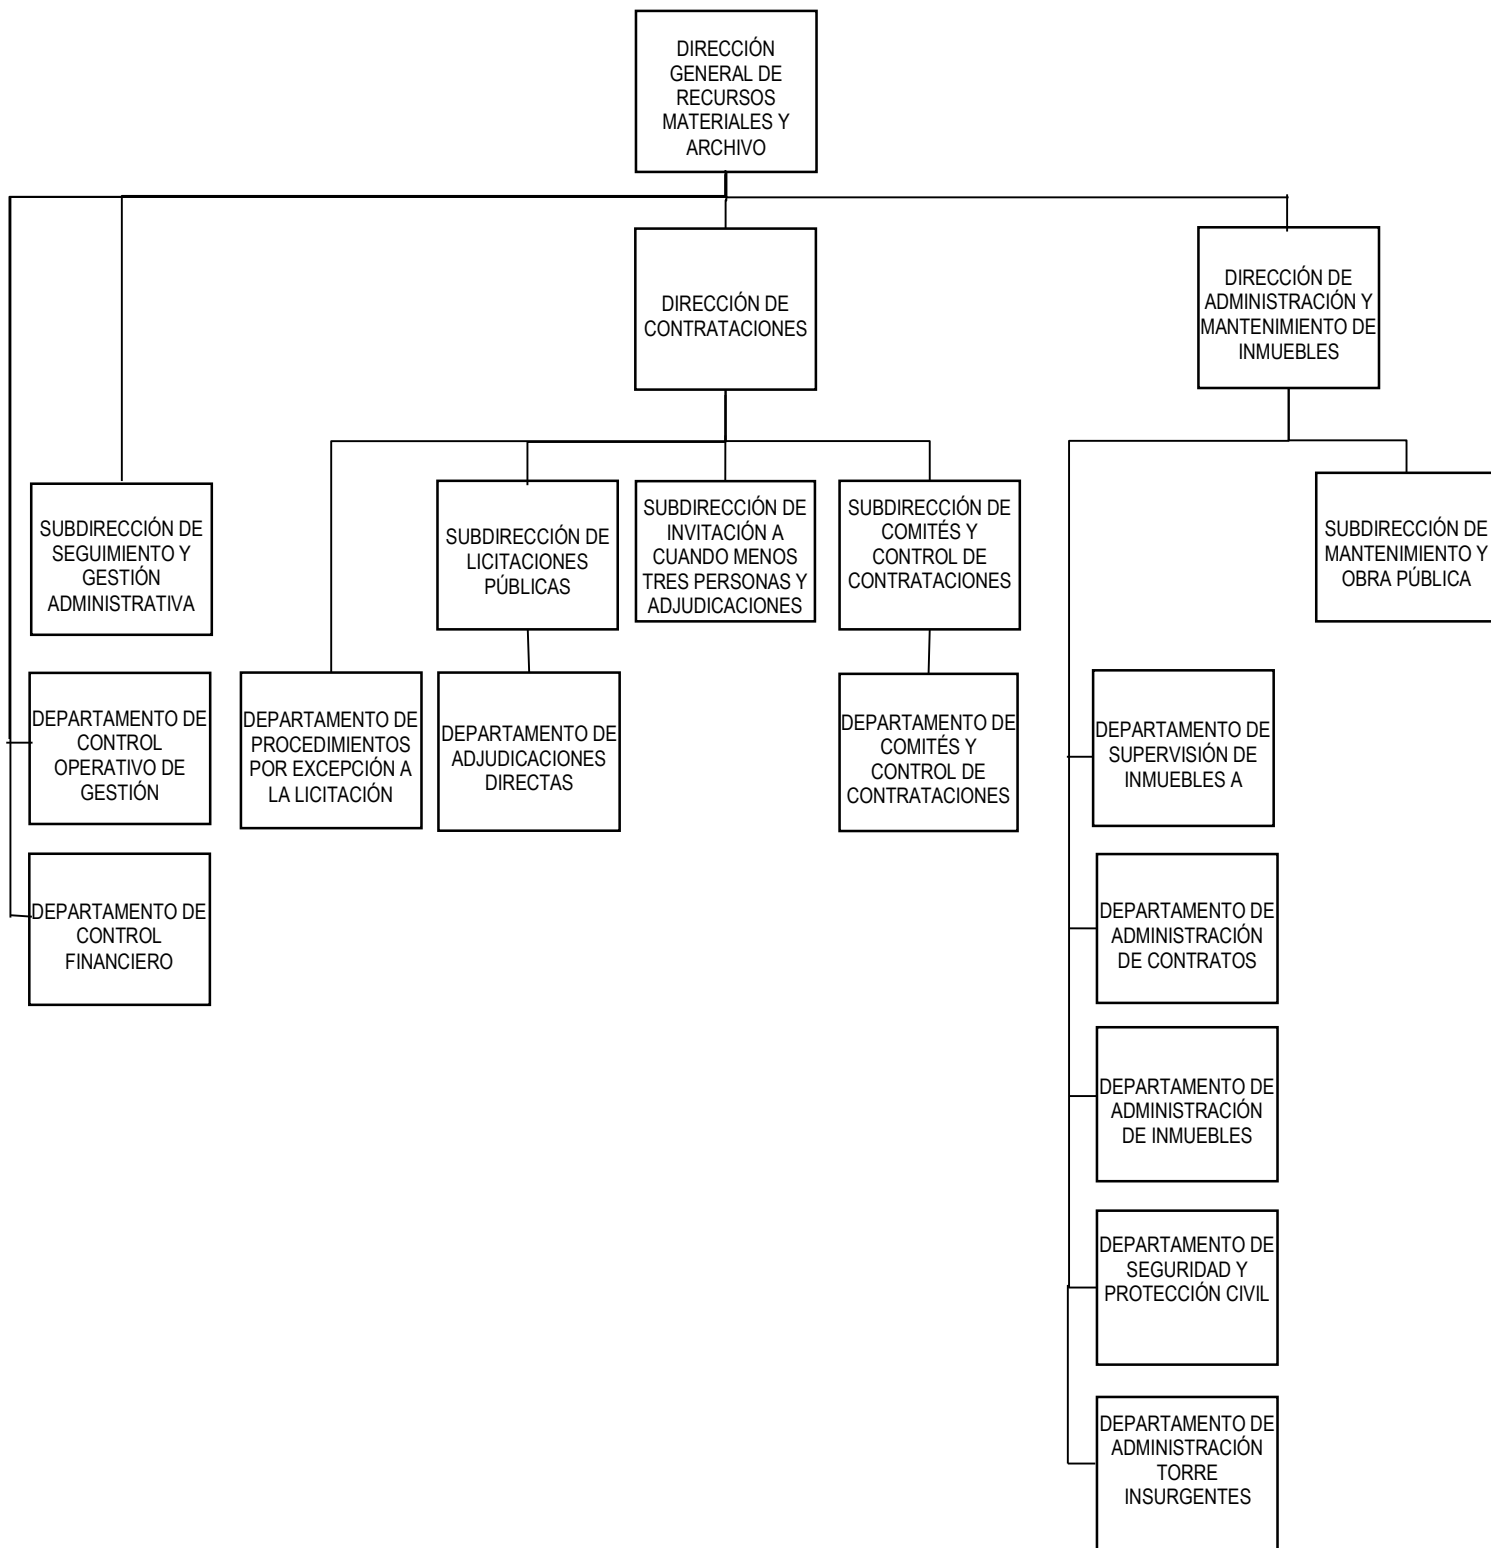 DIRECCIÓN
GENERAL DE
RECURSOS
MATERIALES Y
ARCHIVO
DIRECCIÓN DE
CONTRATACIONES
DIRECCIÓN DE
ADMINISTRACIÓN Y
MANTENIMIENTO DE
INMUEBLES
SUBDIRECCIÓN DE
SEGUIMIENTO Y
GESTIÓN
ADMINISTRATIVA
SUBDIRECCIÓN DE
LICITACIONES
PÚBLICAS
SUBDIRECCIÓN DE
INVITACIÓN A
CUANDO MENOS
TRES PERSONAS Y
ADJUDICACIONES
SUBDIRECCIÓN DE
COMITÉS Y
CONTROL DE
CONTRATACIONES
SUBDIRECCIÓN DE
MANTENIMIENTO Y
OBRA PÚBLICA
DEPARTAMENTO DE
CONTROL
OPERATIVO DE
GESTIÓN
DEPARTAMENTO DE
PROCEDIMIENTOS
POR EXCEPCIÓN A
LA LICITACIÓN
DEPARTAMENTO DE
ADJUDICACIONES
DIRECTAS
DEPARTAMENTO DE
COMITÉS Y
CONTROL DE
CONTRATACIONES
DEPARTAMENTO DE
SUPERVISIÓN DE
INMUEBLES A
DEPARTAMENTO DE
CONTROL
FINANCIERO
DEPARTAMENTO DE
ADMINISTRACIÓN
DE CONTRATOS
DEPARTAMENTO DE
ADMINISTRACIÓN
DE INMUEBLES
DEPARTAMENTO DE
SEGURIDAD Y
PROTECCIÓN CIVIL
DEPARTAMENTO DE
ADMINISTRACIÓN
TORRE
INSURGENTES